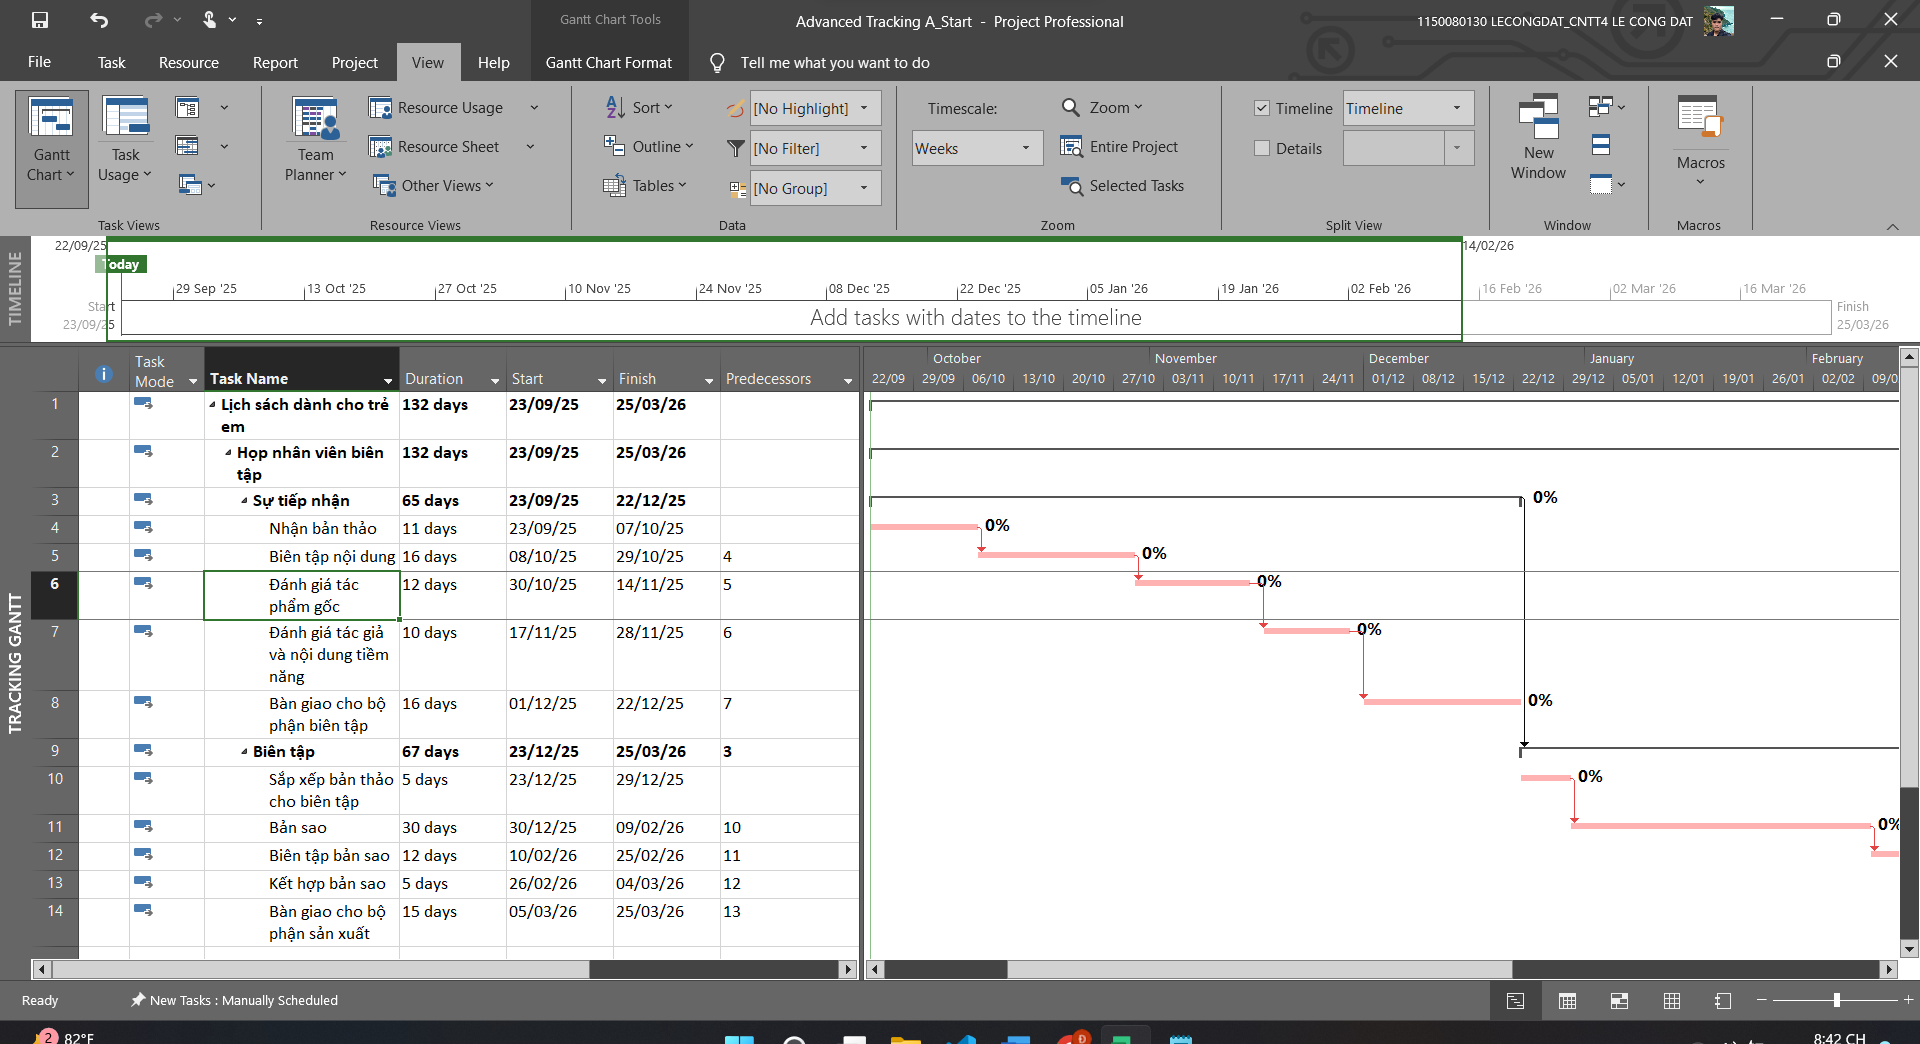 Gantt Chart Tools
Advanced Tracking A_Start - Project Professional
1150080130 LECONGDAT_CNTT4 LE CONG DAT
File Task Resource Report Project View Help Gantt Chart Format Tell me what you want to do
Gantt Chart
Task Usage
Task Views
Team Planner
Resource Usage
Resource Sheet
Other Views
Resource Views
Sort
Outline
Tables
[No Highlight]
[No Filter]
[No Group]
Data
Timescale:
Weeks
Zoom
Entire Project
Selected Tasks
Zoom
Timeline Timeline
Details
Split View
New Window
Window
Macros
Macros
TIMELINE
22/09/25 14/02/26
Today
29 Sep '25 13 Oct '25 27 Oct '25 10 Nov '25 24 Nov '25 08 Dec '25 22 Dec '25 05 Jan '26 19 Jan '26 02 Feb '26 16 Feb '26 02 Mar '26 16 Mar '26
Start
23/09/25
Add tasks with dates to the timeline
Finish
25/03/26
TRACKING GANTT
Task Mode Task Name Duration Start Finish Predecessors
October November December January February
22/09 29/09 06/10 13/10 20/10 27/10 03/11 10/11 17/11 24/11 01/12 08/12 15/12 22/12 29/12 05/01 12/01 19/01 26/01 02/02 09/0
1 Lịch sách dành cho trẻ em 132 days 23/09/25 25/03/26
2 Họp nhân viên biên tập 132 days 23/09/25 25/03/26
3 Sự tiếp nhận 65 days 23/09/25 22/12/25 0%
4 Nhận bản thảo 11 days 23/09/25 07/10/25 0%
5 Biên tập nội dung 16 days 08/10/25 29/10/25 4 0%
6 Đánh giá tác phẩm gốc 12 days 30/10/25 14/11/25 5 0%
7 Đánh giá tác giả và nội dung tiềm năng 10 days 17/11/25 28/11/25 6 0%
8 Bàn giao cho bộ phận biên tập 16 days 01/12/25 22/12/25 7 0%
9 Biên tập 67 days 23/12/25 25/03/26 3
10 Sắp xếp bản thảo cho biên tập 5 days 23/12/25 29/12/25 0%
11 Bản sao 30 days 30/12/25 09/02/26 10 0%
12 Biên tập bản sao 12 days 10/02/26 25/02/26 11
13 Kết hợp bản sao 5 days 26/02/26 04/03/26 12
14 Bàn giao cho bộ phận sản xuất 15 days 05/03/26 25/03/26 13
Ready New Tasks : Manually Scheduled
2 82°F
8:42 CH